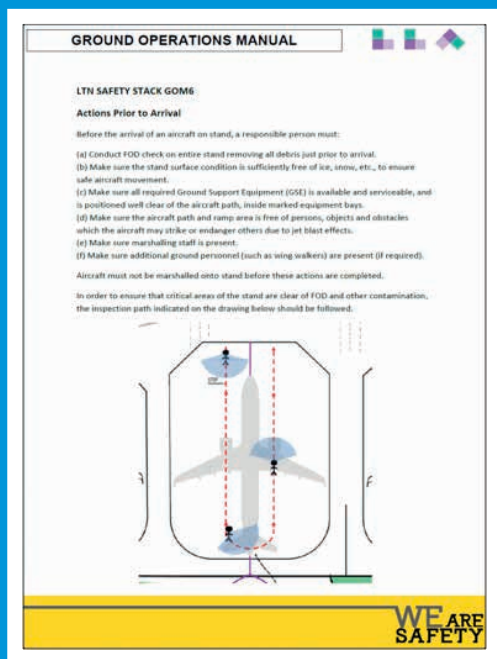 GROUND OPERATIONS MANUAL
LTN SAFETY STACK GOM6
Actions Prior to Arrival
Before the arrival of an aircraft on stand, a responsible person must:
(a) Conduct FOD check on entire stand removing all debris just prior to arrival.
(b) Make sure the stand surface condition is sufficiently free of ice, snow, etc., to ensure
safe aircraft movement.
(c) Make sure all required Ground Support Equipment (GSE) is available and serviceable, and
is positioned well clear of the aircraft path, inside marked equipment bays.
(d) Make sure the aircraft path and ramp area is free of persons, objects and obstacles
which the aircraft may strike or endanger others due to jet blast effects.
(e) Make sure marshalling staff is present.
(f) Make sure additional ground personnel (such as wing walkers) are present (if required).
Aircraft must not be marshalled onto stand before these actions are completed.
In order to ensure that critical areas of the stand are clear of FOD and other contamination,
the inspection path indicated on the drawing below should be followed.
WE ARE
SAFETY